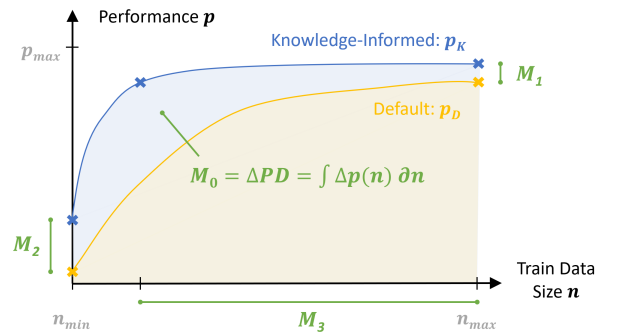 Performance p
p_max
Knowledge-Informed: p_K
M_1
Default: p_D
M_0 = ΔPD = ∫ Δp(n) ∂n
M_2
Train Data
Size n
n_min
M_3
n_max